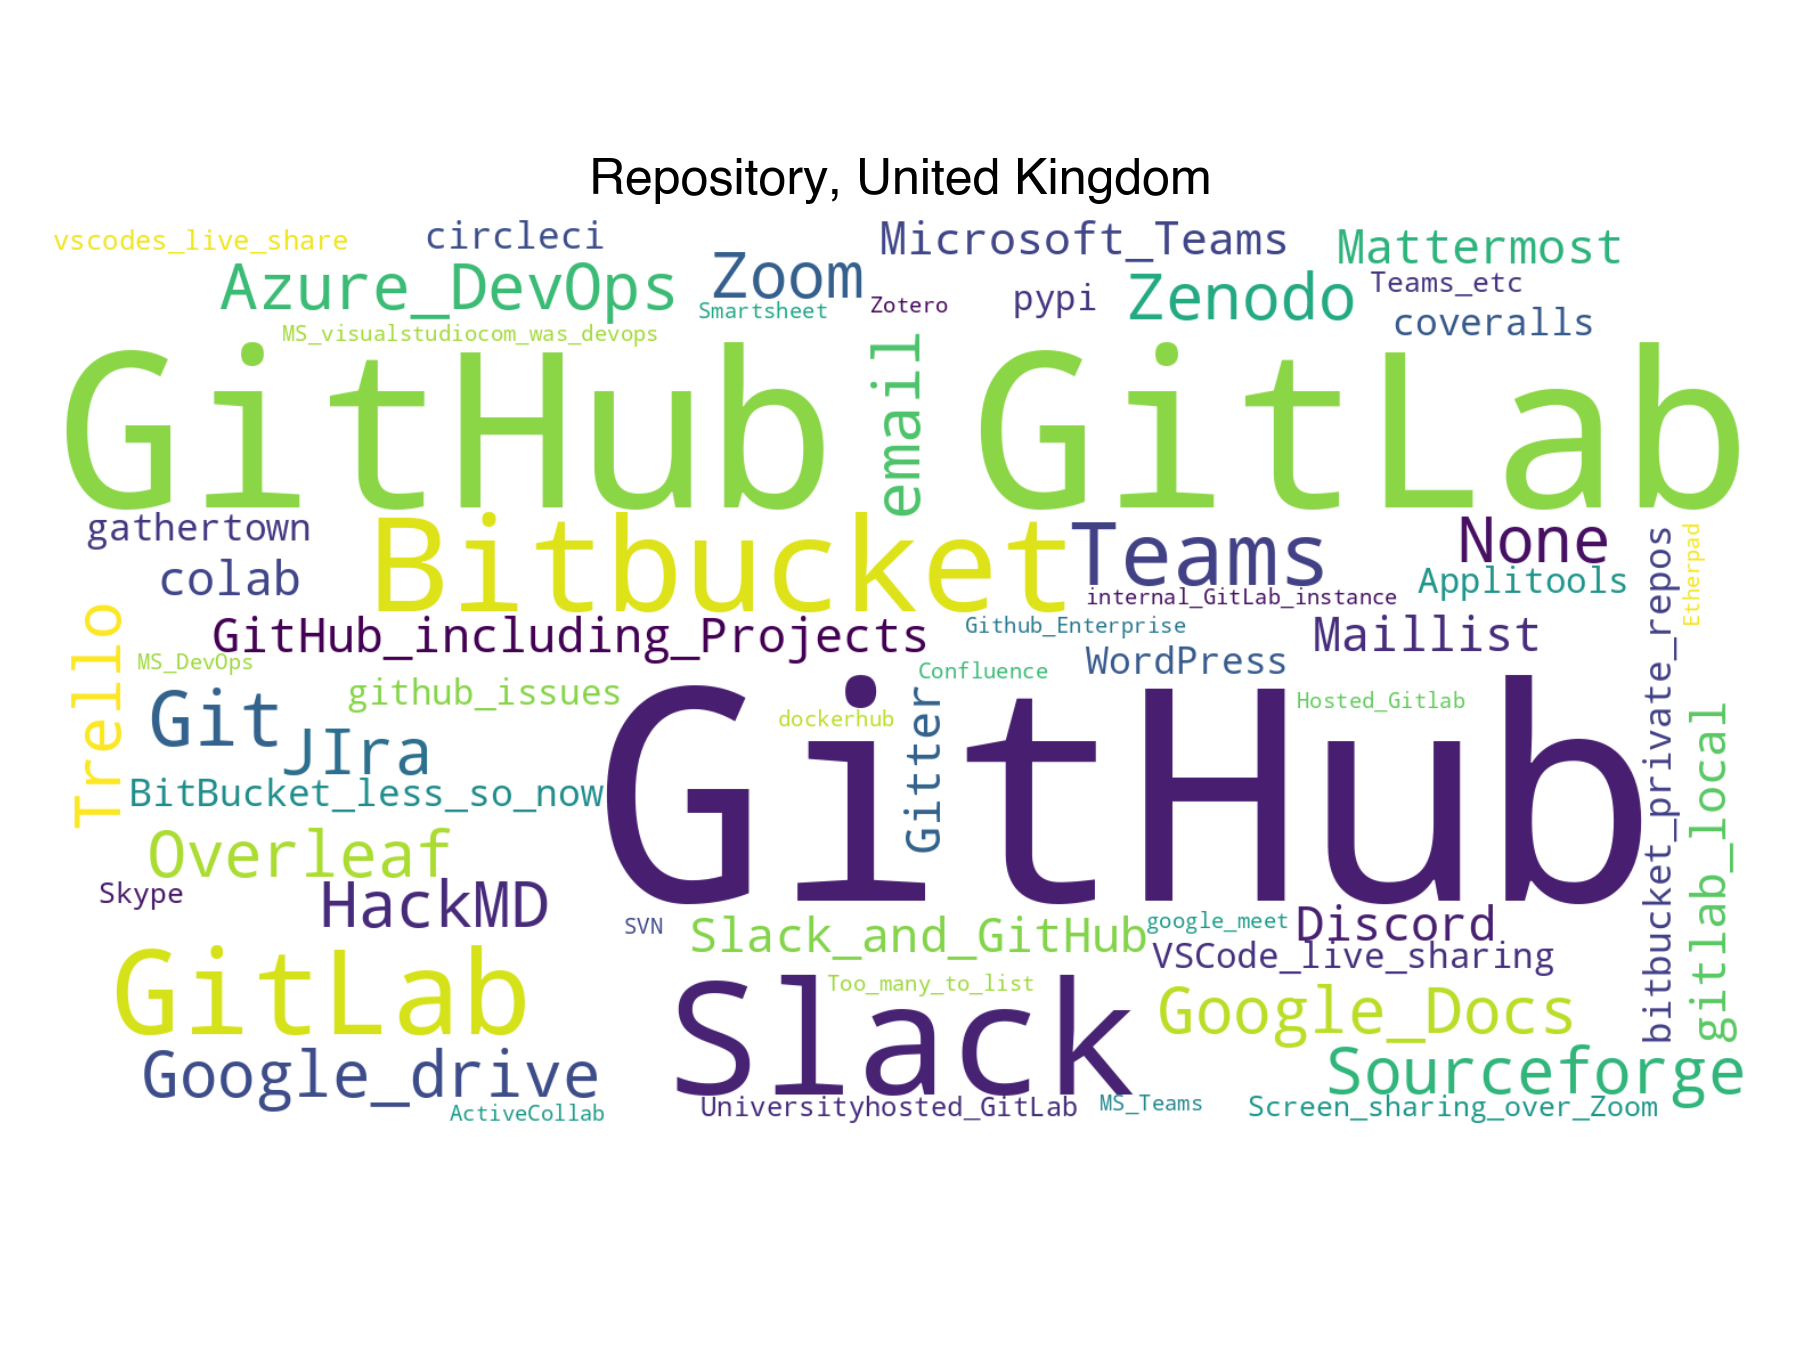 Repository, United Kingdom
vscodes_live_share
circleci
Microsoft_Teams
Mattermost
Azure_DevOps
Zoom
Zenodo
Teams_etc
Smartsheet
Zotero
pypi
coveralls
MS_visualstudiocom_was_devops
GitHub
email
GitLab
gathertown
Bitbucket
Teams
None
colab
Applitools
internal_GitLab_instance
bitbucket_private_repos
Etherpad
Trello
GitHub_including_Projects
Github_Enterprise
Maillist
MS_DevOps
Confluence
WordPress
github_issues
Git
JIra
dockerhub
Gitter
Hosted_Gitlab
GitHub
gitlab_local
BitBucket_less_so_now
Overleaf
Skype
HackMD
SVN
Slack_and_GitHub
google_meet
Discord
VSCode_live_sharing
GitLab
Too_many_to_list
Slack
Google_Docs
Google_drive
Sourceforge
ActiveCollab
Universityhosted_GitLab
MS_Teams
Screen_sharing_over_Zoom